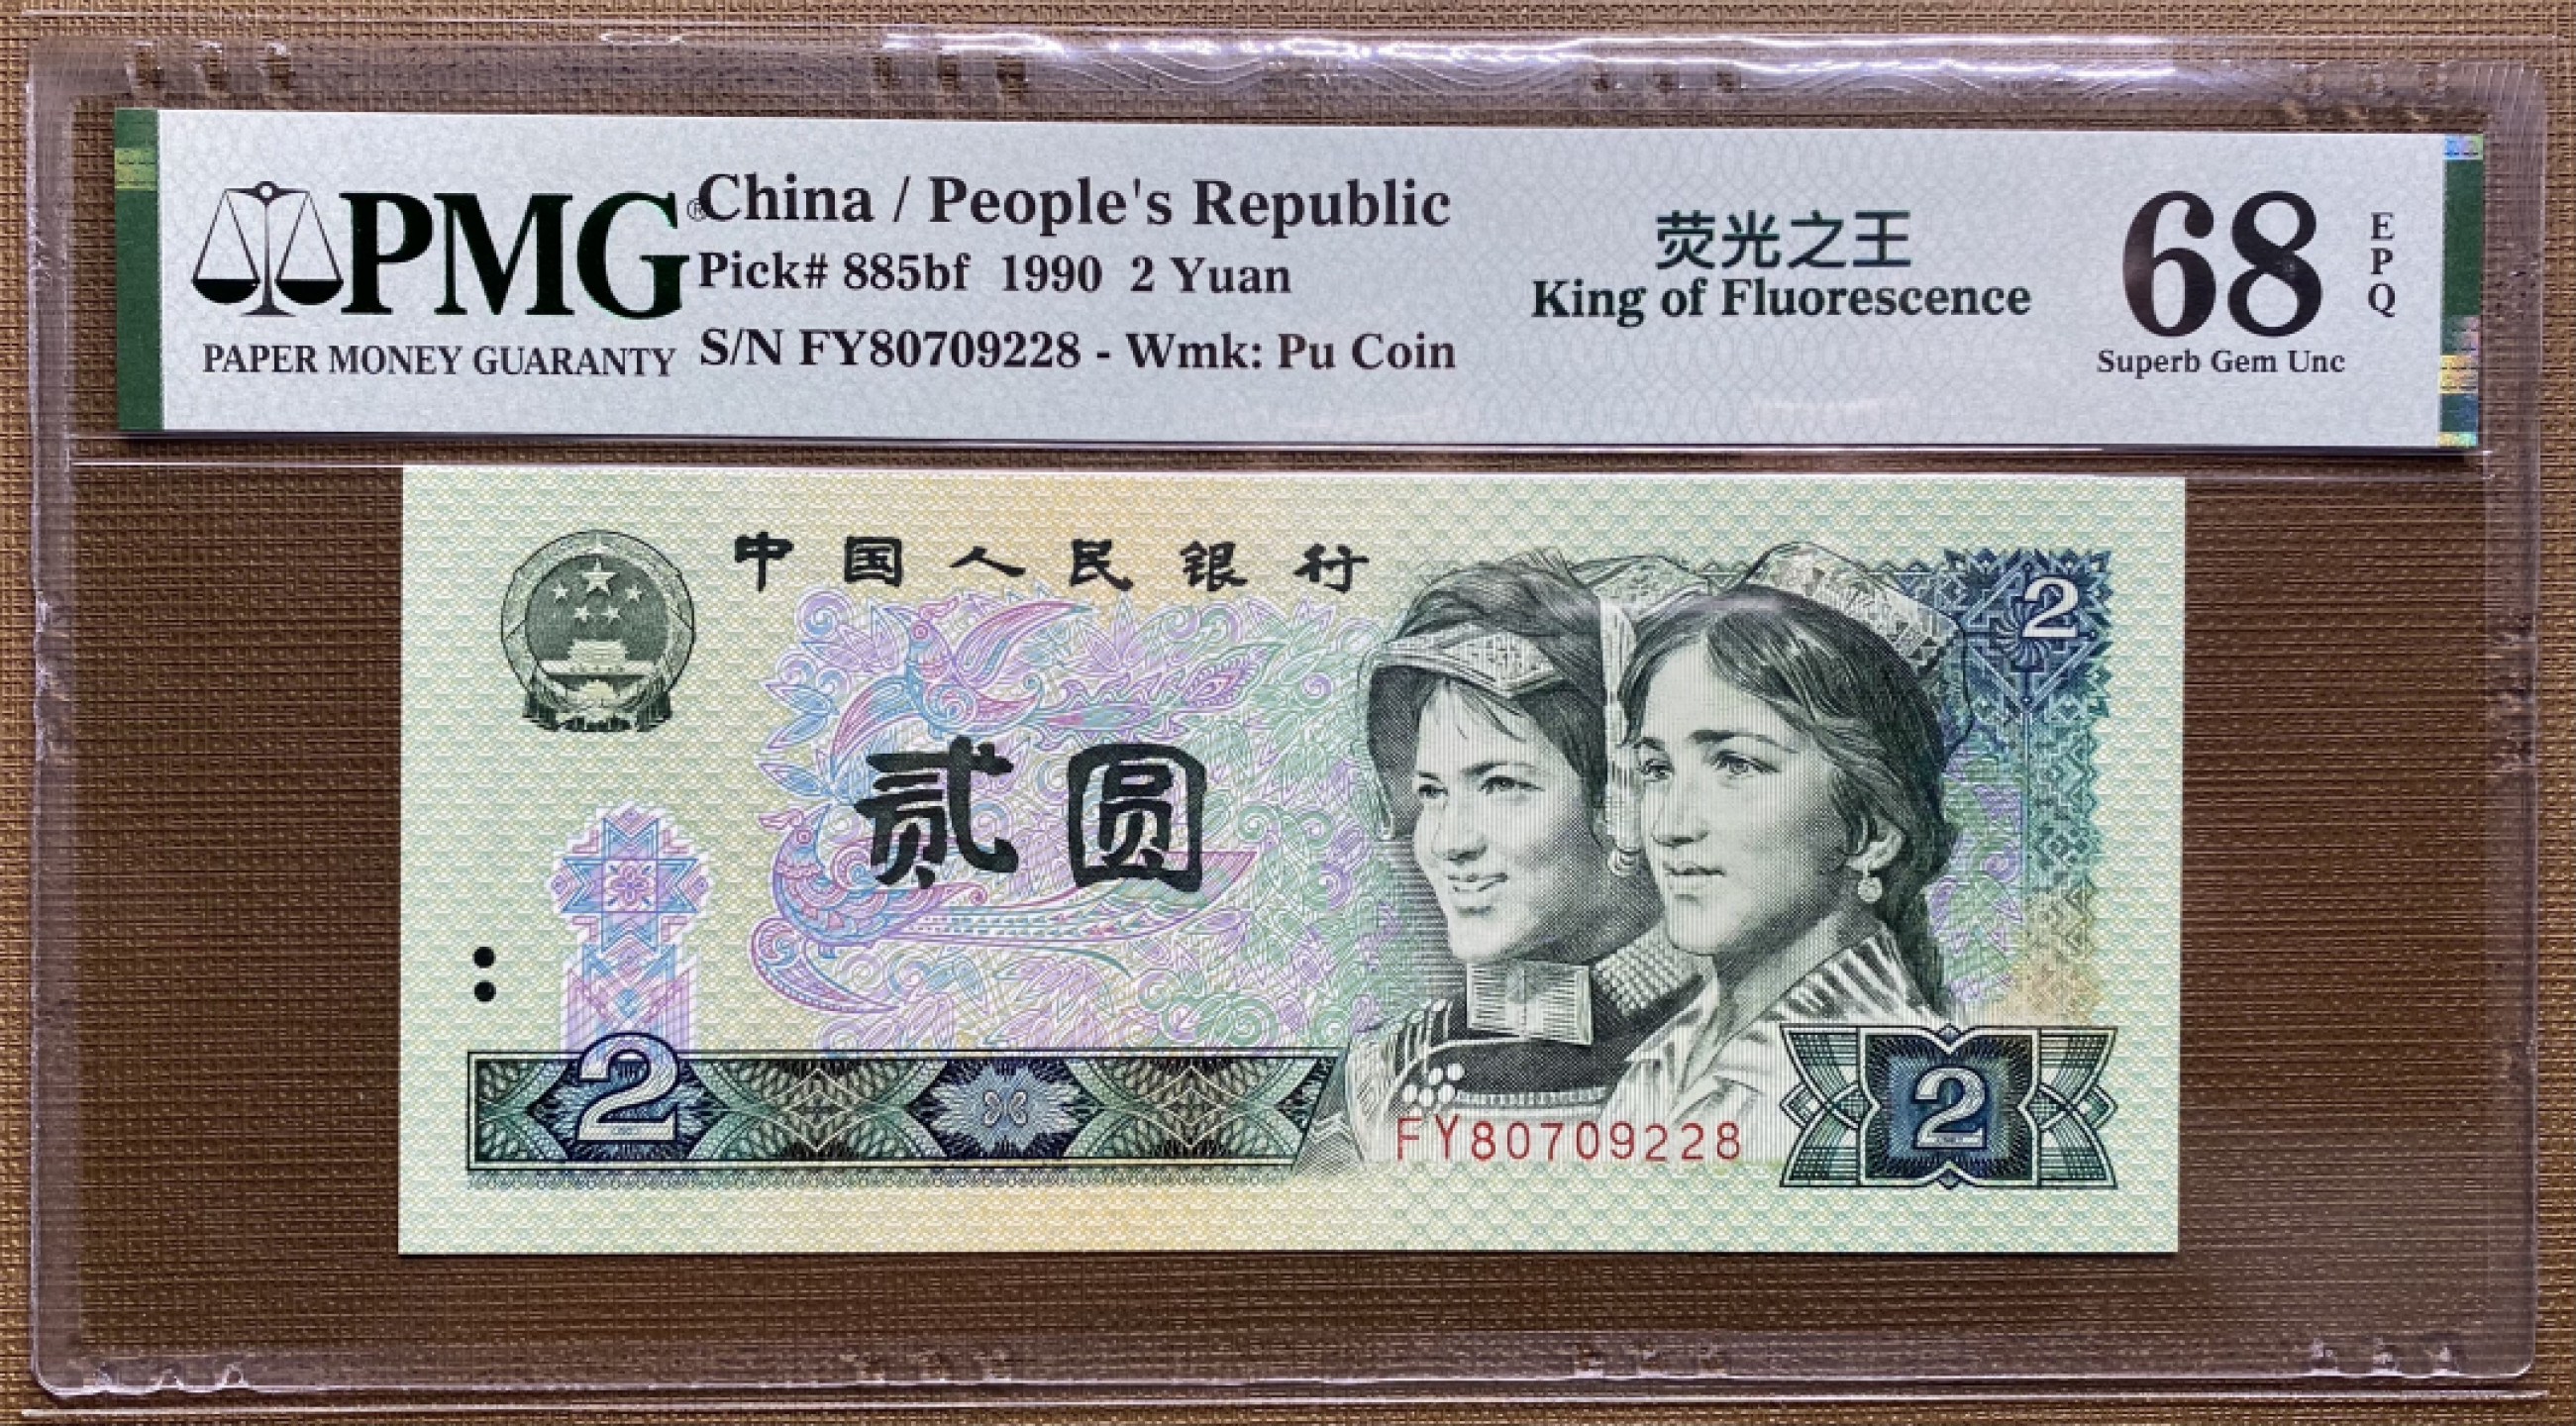 PMG®
PAPER MONEY GUARANTY
China / People's Republic
Pick# 885bf 1990 2 Yuan
S/N FY80709228 - Wmk: Pu Coin
荧光之王
King of Fluorescence
68
EPQ
Superb Gem Unc
中国人民银行
2
贰圆
2
FY80709228
2